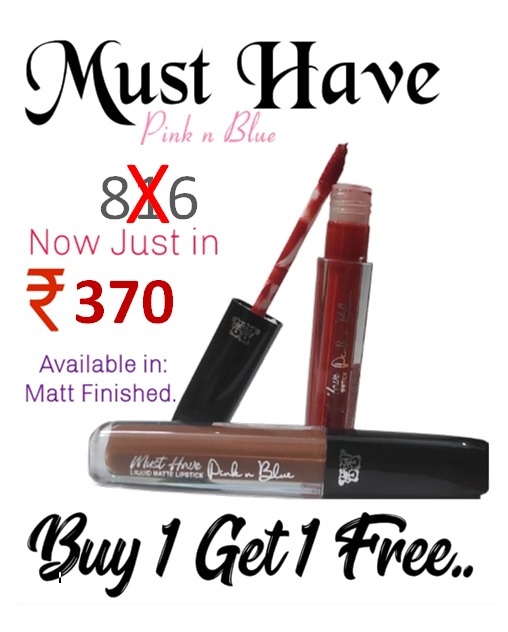 Must Have
Pink n Blue
816
Now Just in
₹ 370
Available in:
Matt Finished.
Must Have
LIQUID MATTE LIPSTICK
Pink n Blue
Buy 1 Get 1 Free..